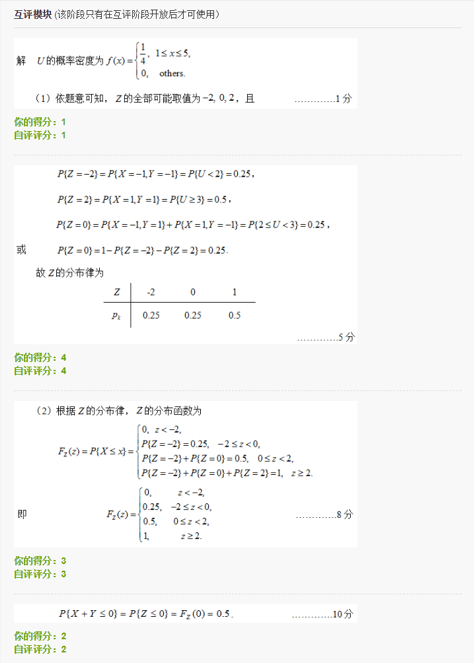 互评模块 (该阶段只有在互评阶段开放后才可使用)
解 U的概率密度为 f(x)={1/4, 1≤x≤5,
0, others.
(1) 依题意可知, Z的全部可能取值为 -2, 0, 2, 且 ………….1 分
你的得分：1
自评评分：1
P{Z=-2}=P{X=-1,Y=-1}=P{U<2}=0.25,
P{Z=2}=P{X=1,Y=1}=P{U≥3}=0.5,
P{Z=0}=P{X=-1,Y=1}+P{X=1,Y=-1}=P{2≤U<3}=0.25,
或 P{Z=0}=1-P{Z=-2}-P{Z=2}=0.25.
故 Z的分布律为
Z -2 0 1
pₖ 0.25 0.25 0.5
………….5 分
你的得分：4
自评评分：4
(2) 根据 Z的分布律, Z的分布函数为
0, z<-2,
P{Z=-2}=0.25, -2≤z<0,
F_Z(z)=P{X≤x}={
P{Z=-2}+P{Z=0}=0.5, 0≤z<2,
P{Z=-2}+P{Z=0}+P{Z=2}=1, z≥2.
0, z<-2,
0.25, -2≤z<0,
即 F_Z(z)={ ………….8 分
0.5, 0≤z<2,
1, z≥2.
你的得分：3
自评评分：3
P{X+Y≤0}=P{Z≤0}=F_Z(0)=0.5. ………….10 分
你的得分：2
自评评分：2